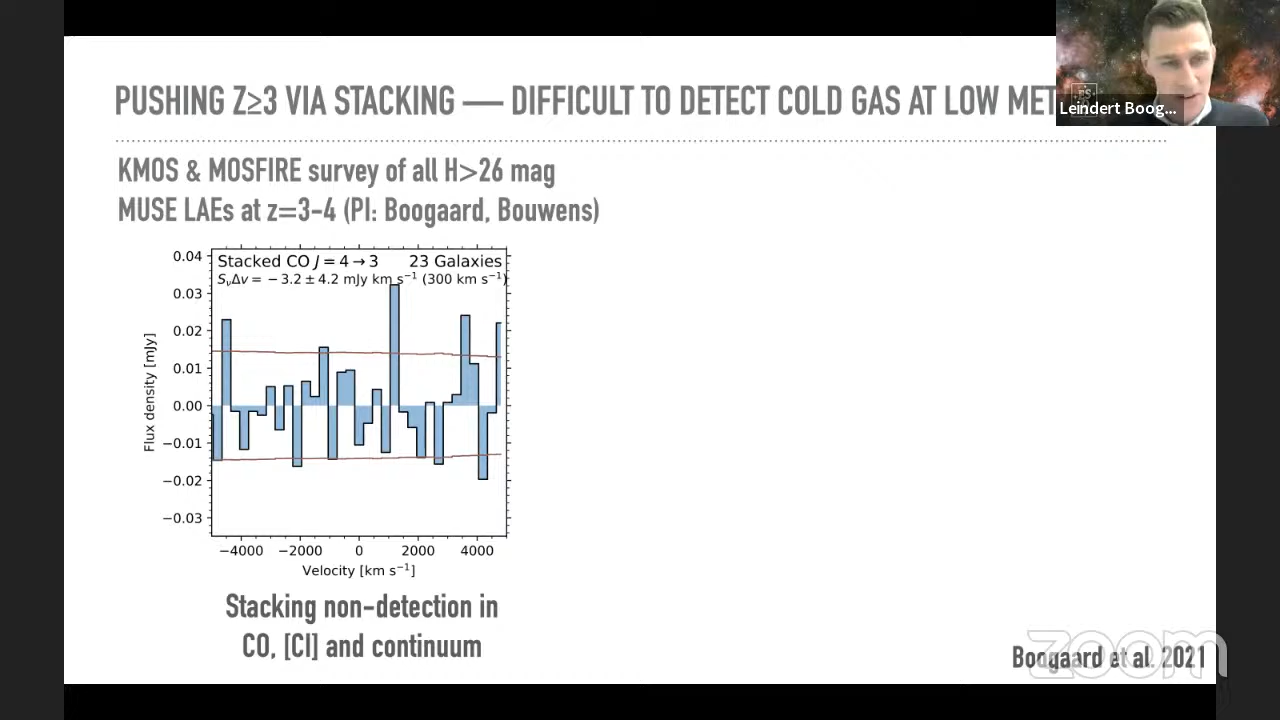 PUSHING Z≥3 VIA STACKING — DIFFICULT TO DETECT COLD GAS AT LOW MET
Leindert Boog...
KMOS & MOSFIRE survey of all H>26 mag
MUSE LAEs at z=3-4 (PI: Boogaard, Bouwens)
Stacked CO J = 4 → 3 23 Galaxies
SνΔv = −3.2 ± 4.2 mJy km s⁻¹ (300 km s⁻¹)
0.04
0.03
0.02
0.01
0.00
−0.01
−0.02
−0.03
Flux density [mJy]
−4000 −2000 0 2000 4000
Velocity [km s⁻¹]
Stacking non-detection in
CO, [CI] and continuum
Boogaard et al. 2021
zoom